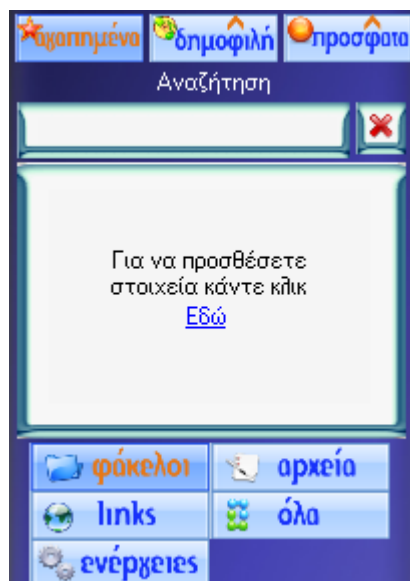 αγαπημένα δημοφιλή πρόσφατα
Αναζήτηση
Για να προσθέσετε
στοιχεία κάντε κλικ
Εδώ
φάκελοι αρχεία
links όλα
ενέργειες